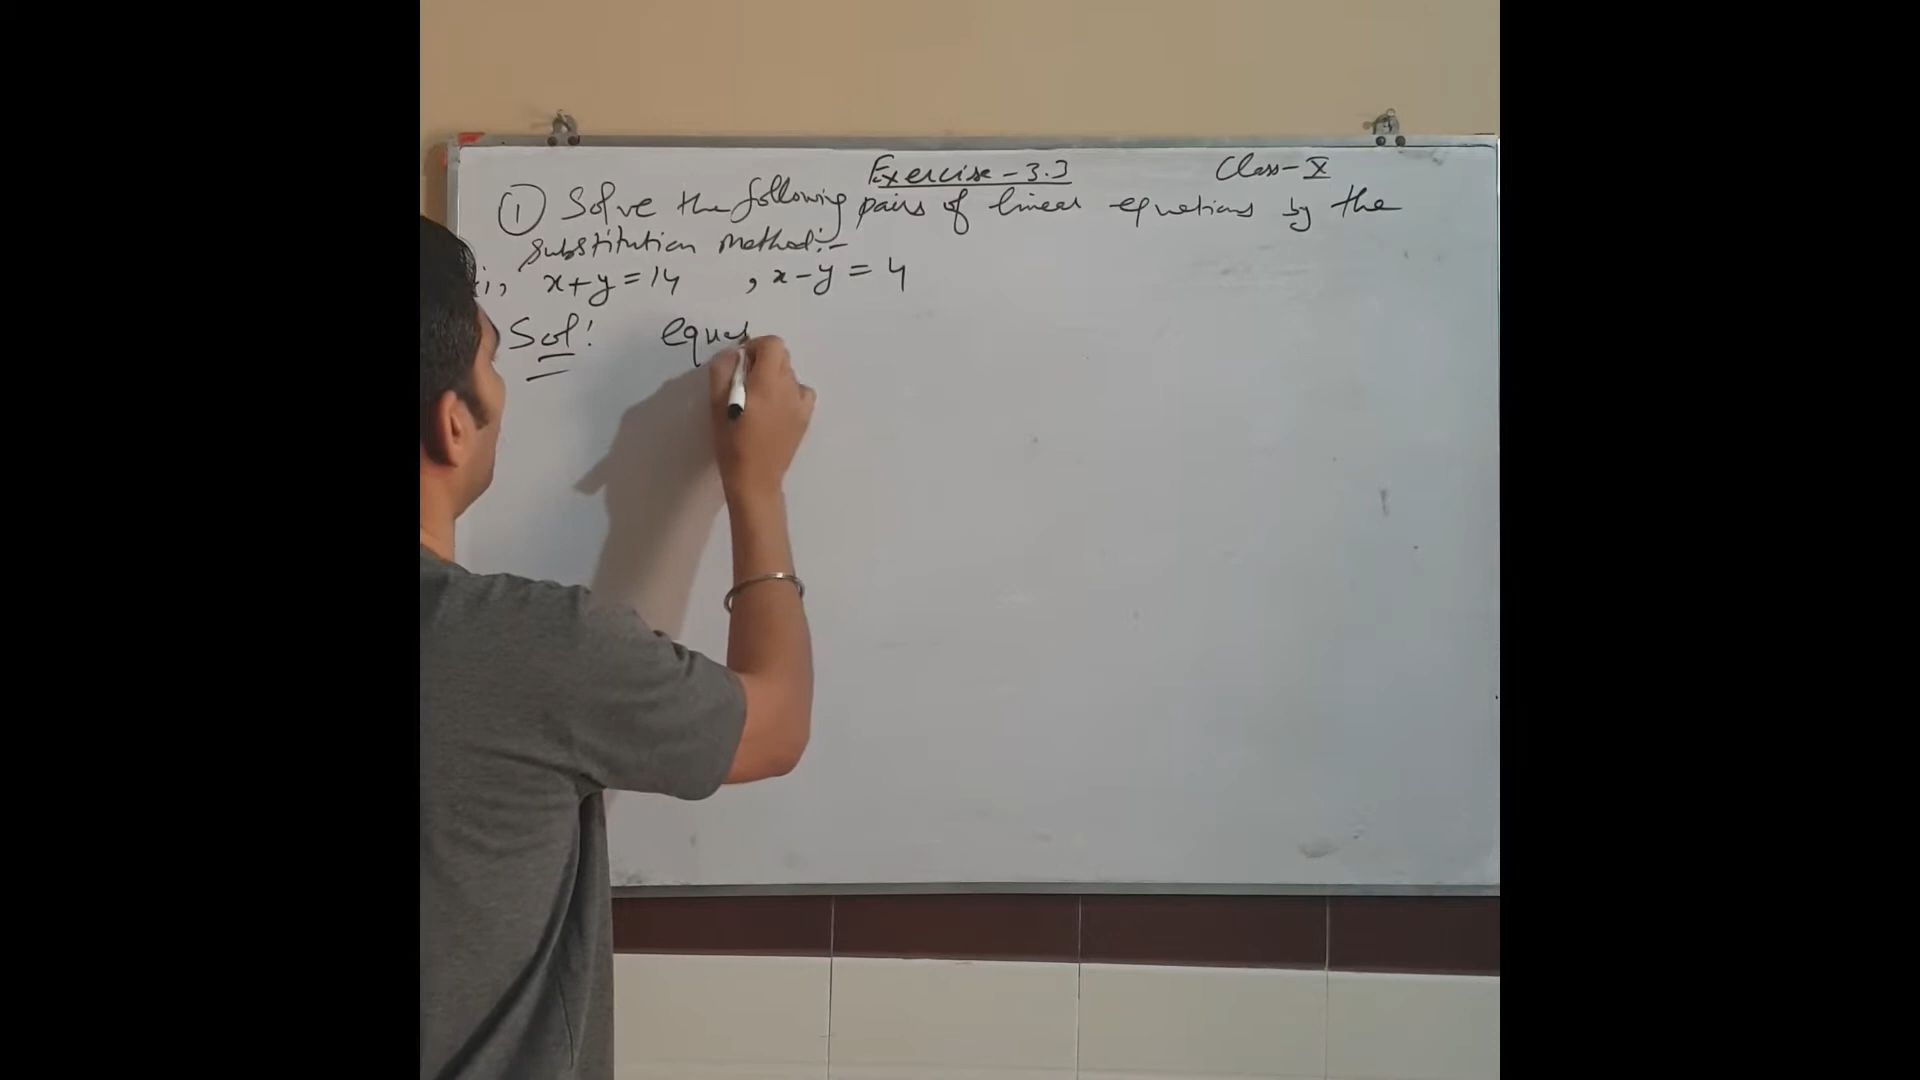 Exercise - 3.3
Class - X
① Solve the following pairs of linear equations by the
substitution method:-
i, x+y=14 , x-y=4
Sol:
equa